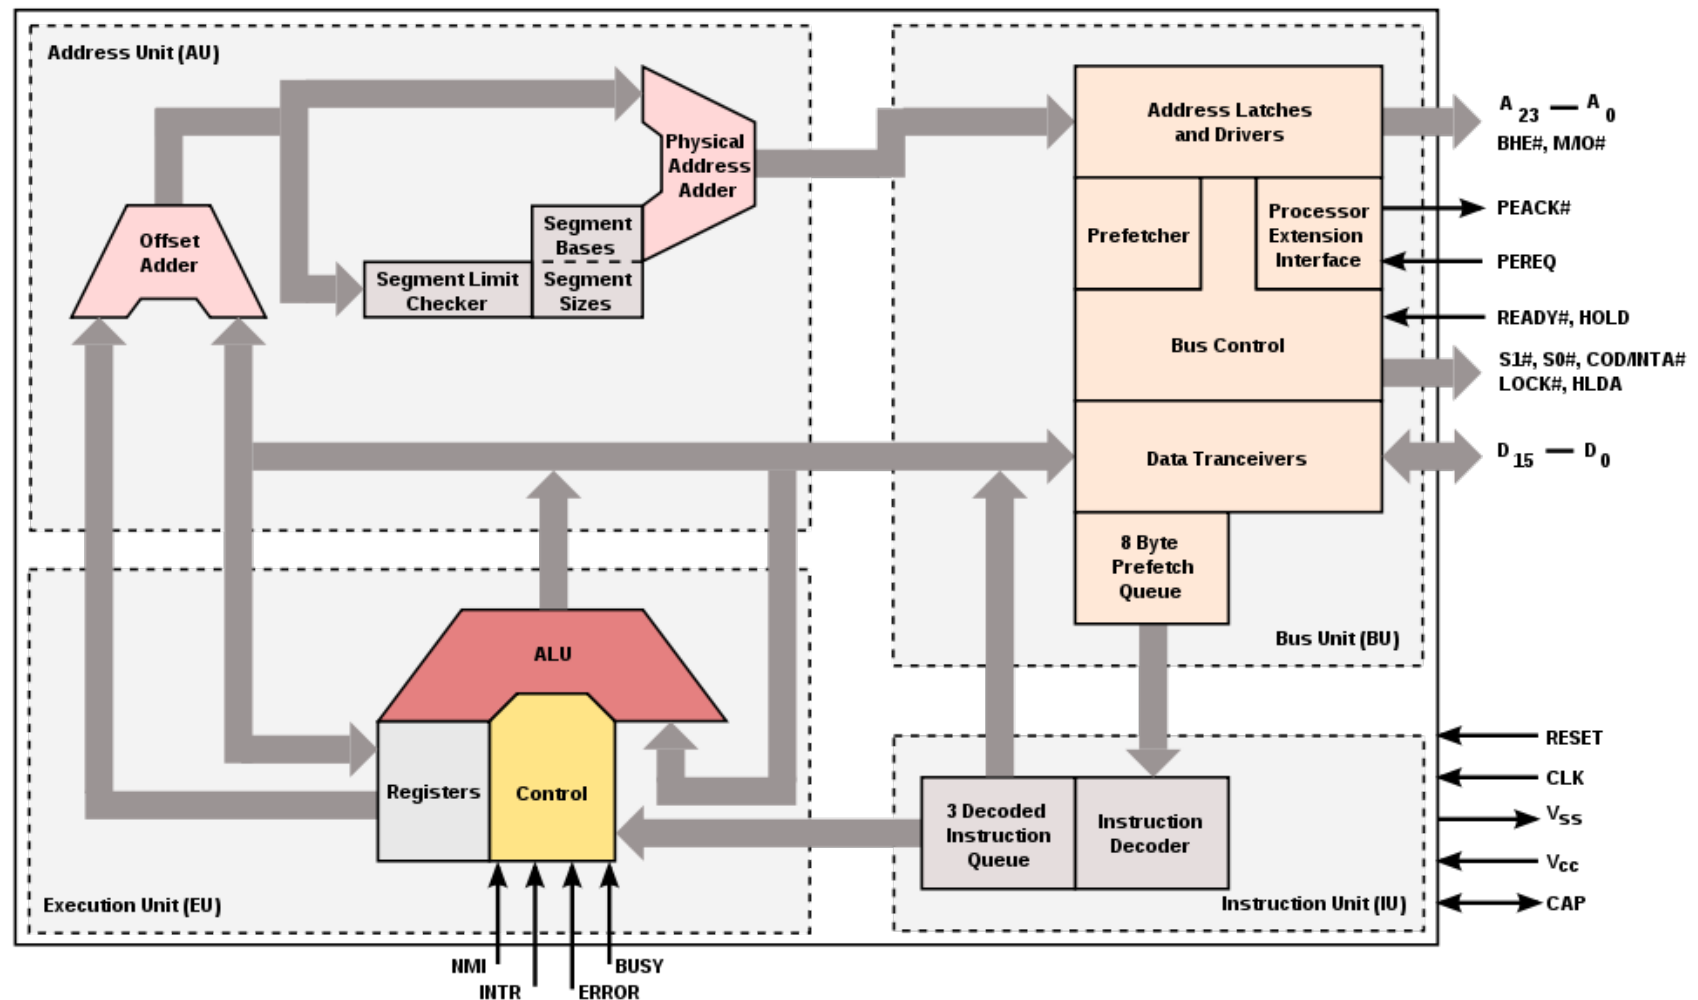 Address Unit (AU)
Offset
Adder
Physical
Address
Adder
Segment
Bases
Segment Limit
Checker
Segment
Sizes
Address Latches
and Drivers
Prefetcher
Processor
Extension
Interface
Bus Control
Data Tranceivers
8 Byte
Prefetch
Queue
Bus Unit (BU)
A 23 — A 0
BHE#, M/IO#
PEACK#
PEREQ
READY#, HOLD
S1#, S0#, COD/INTA#
LOCK#, HLDA
D 15 — D 0
ALU
Registers
Control
Execution Unit (EU)
3 Decoded
Instruction
Queue
Instruction
Decoder
Instruction Unit (IU)
RESET
CLK
Vss
Vcc
CAP
NMI
INTR
BUSY
ERROR